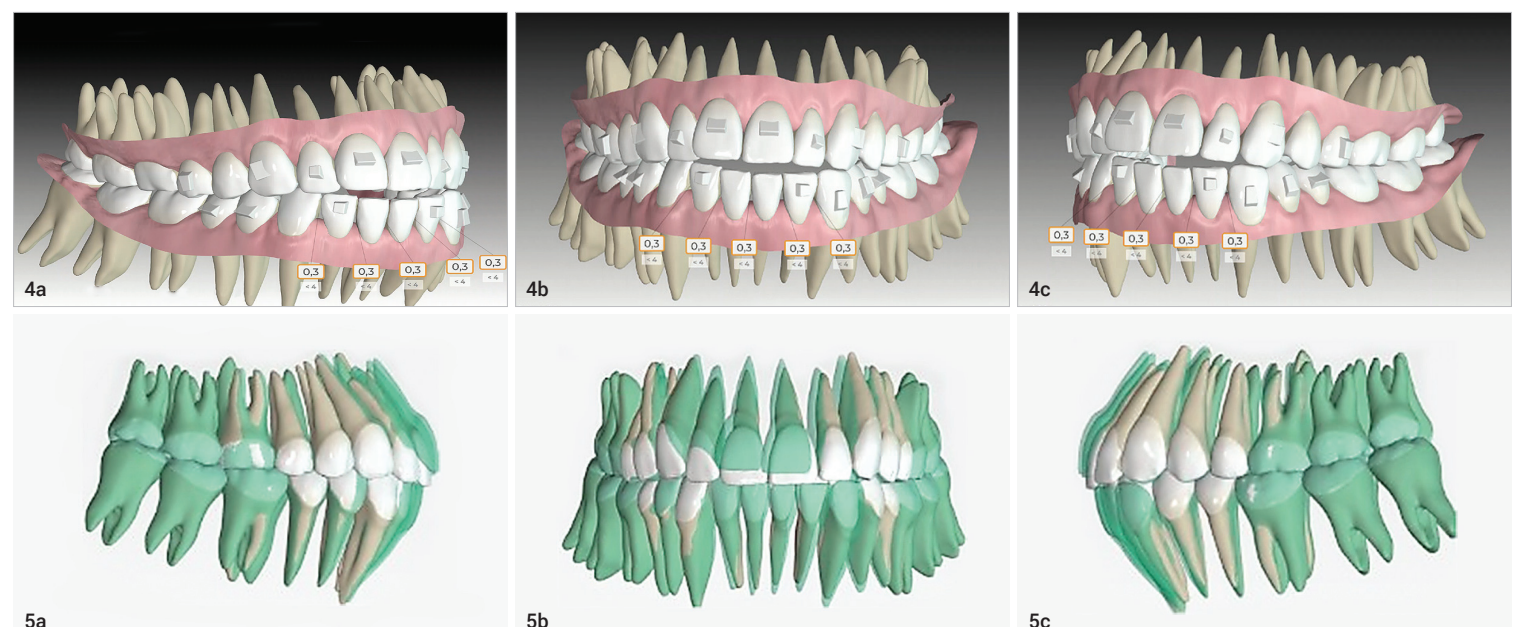 0,3 0,3 0,3 0,3 0,3
< 4 < 4 < 4 < 4 < 4
4a
0,3 0,3 0,3 0,3 0,3
< 4 < 4 < 4 < 4 < 4
4b
0,3 0,3 0,3 0,3 0,3
< 4 < 4 < 4 < 4 < 4
4c
5a
5b
5c